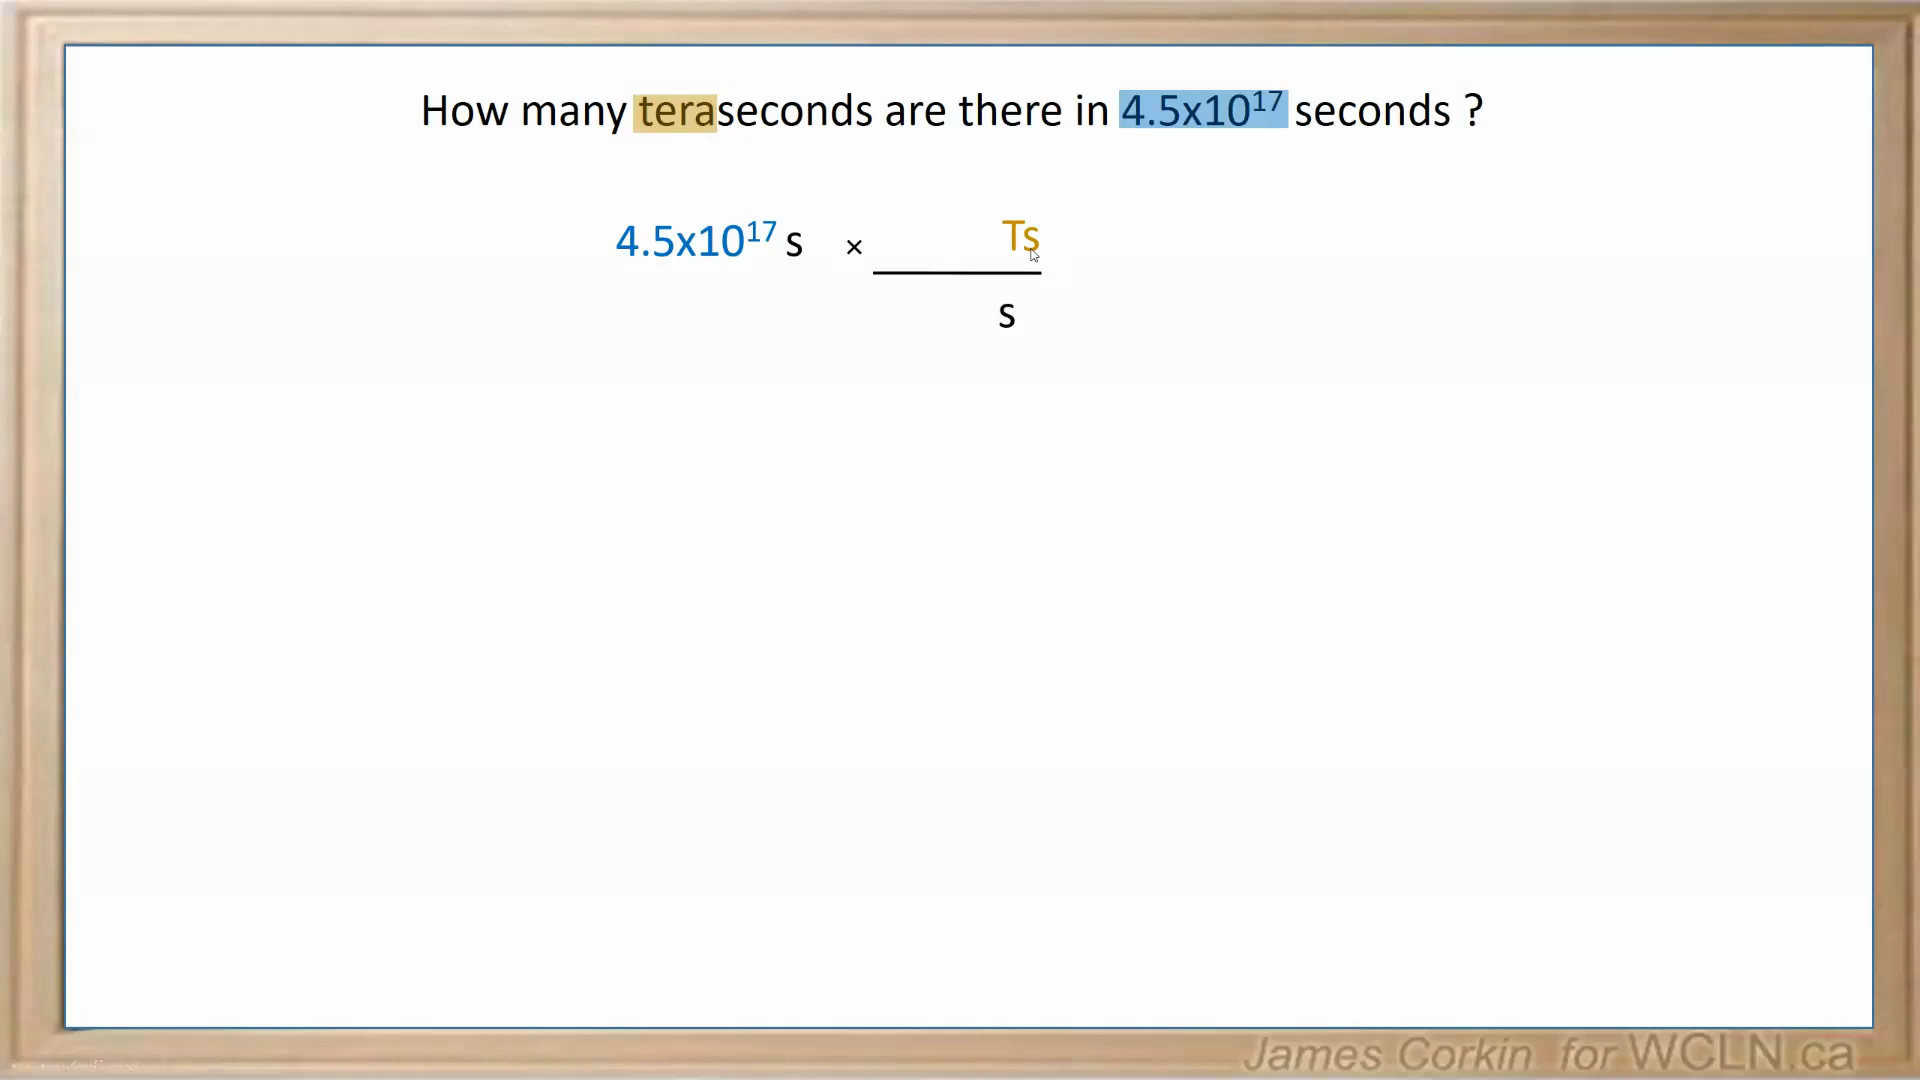 How many teraseconds are there in 4.5x10¹⁷ seconds ?
4.5x10¹⁷ s × Ts
s
James Corkin for WCLN.ca